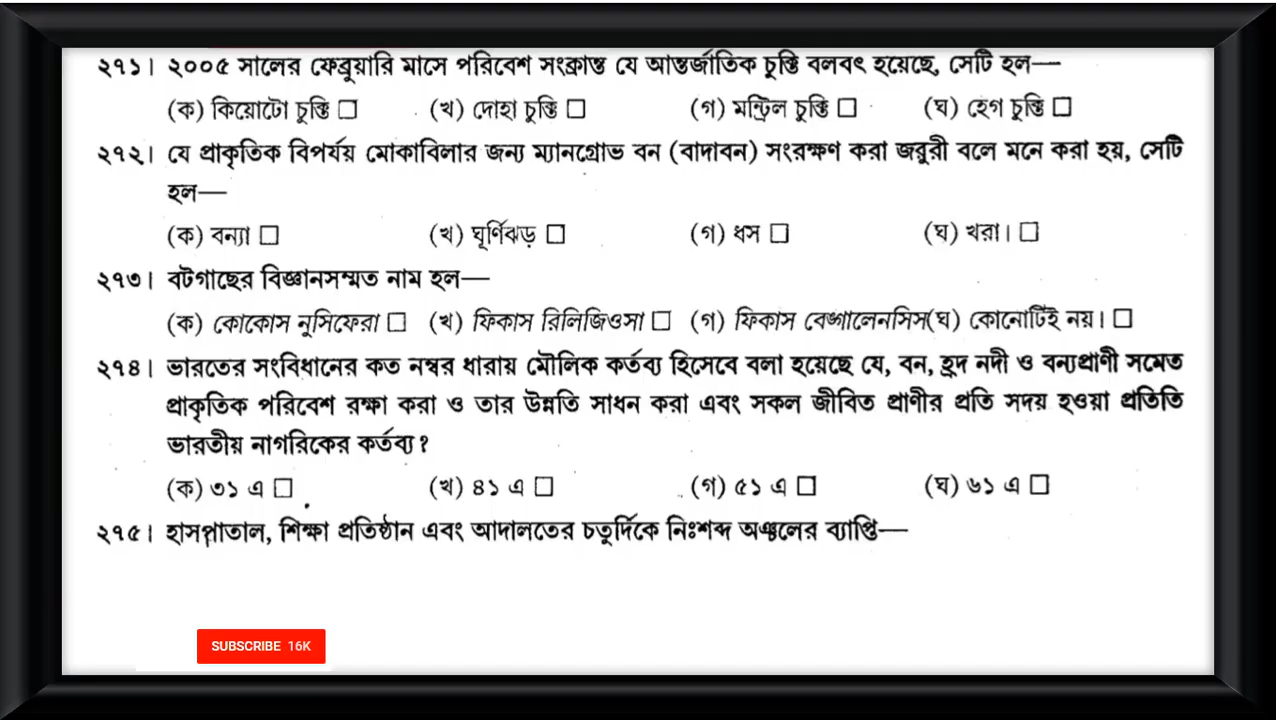 ২৭১। ২০০৫ সালের ফেব্রুয়ারি মাসে পরিবেশ সংক্রান্ত যে আন্তর্জাতিক চুক্তি বলবৎ হয়েছে, সেটি হল—
(ক) কিয়োটো চুক্তি □ (খ) দোহা চুক্তি □ (গ) মন্ট্রিল চুক্তি □ (ঘ) হেগ চুক্তি □
২৭২। যে প্রাকৃতিক বিপর্যয় মোকাবিলার জন্য ম্যানগ্রোভ বন (বাদাবন) সংরক্ষণ করা জরুরী বলে মনে করা হয়, সেটি
হল—
(ক) বন্যা □ (খ) ঘূর্ণিঝড় □ (গ) ধস □ (ঘ) খরা। □
২৭৩। বটগাছের বিজ্ঞানসম্মত নাম হল—
(ক) কোকোস নুসিফেরা □ (খ) ফিকাস রিলিজিওসা □ (গ) ফিকাস বেঙ্গালেনসিস(ঘ) কোনোটিই নয়। □
২৭৪। ভারতের সংবিধানের কত নম্বর ধারায় মৌলিক কর্তব্য হিসেবে বলা হয়েছে যে, বন, হ্রদ নদী ও বন্যপ্রাণী সমেত
প্রাকৃতিক পরিবেশ রক্ষা করা ও তার উন্নতি সাধন করা এবং সকল জীবিত প্রাণীর প্রতি সদয় হওয়া প্রতিতি
ভারতীয় নাগরিকের কর্তব্য?
(ক) ৩১ এ □ (খ) ৪১ এ □ (গ) ৫১ এ □ (ঘ) ৬১ এ □
২৭৫। হাসপাতাল, শিক্ষা প্রতিষ্ঠান এবং আদালতের চতুর্দিকে নিঃশব্দ অঞ্চলের ব্যাপ্তি—
SUBSCRIBE 16K